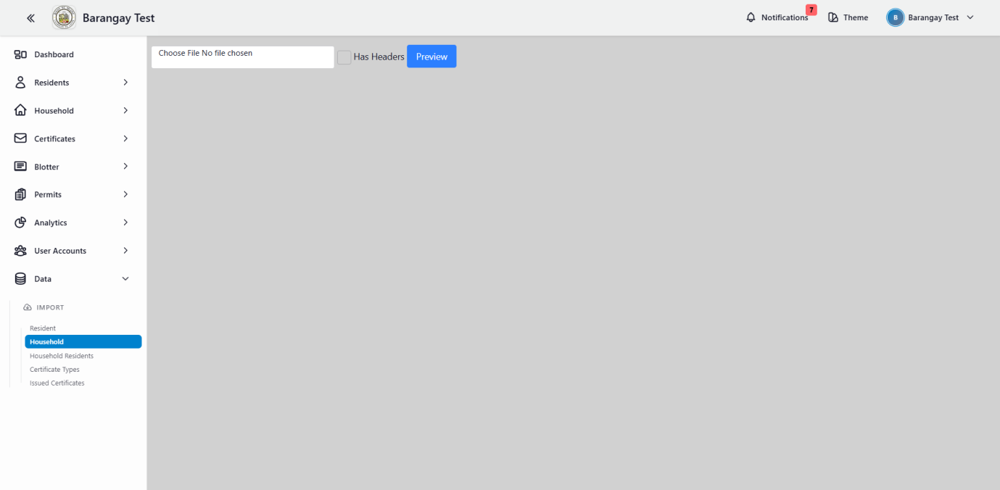 Barangay Test
Notifications 7
Theme
B Barangay Test
Dashboard
Residents
Household
Certificates
Blotter
Permits
Analytics
User Accounts
Data
IMPORT
Resident
Household
Household Residents
Certificate Types
Issued Certificates
Choose File No file chosen
Has Headers
Preview